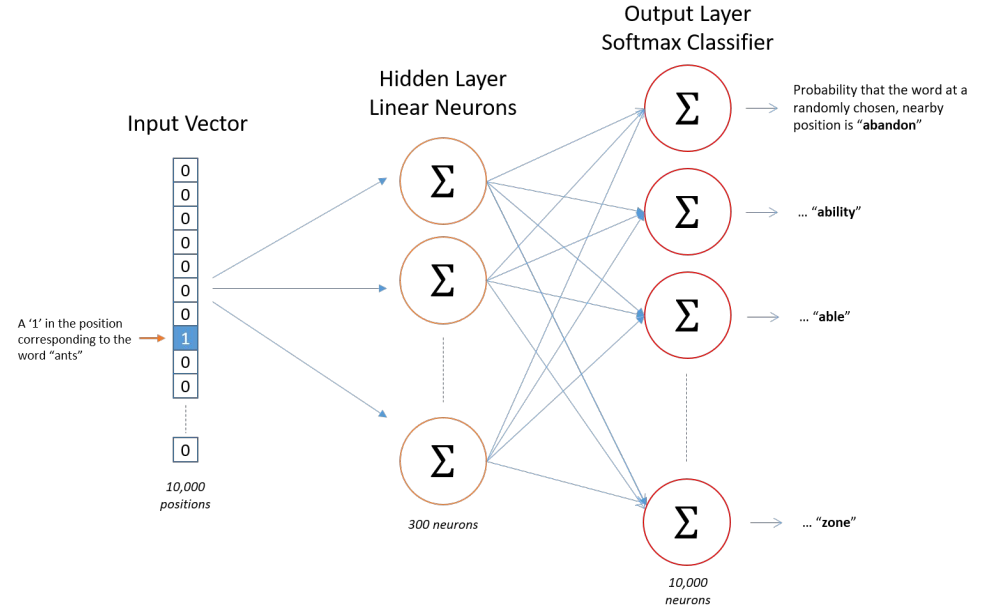 Output Layer
Softmax Classifier
Hidden Layer
Linear Neurons
Input Vector
0
0
0
0
0
0
0
1
0
0
0
A ‘1’ in the position
corresponding to the
word “ants”
10,000
positions
Σ
Σ
Σ
300 neurons
Σ
Σ
Σ
Σ
10,000
neurons
Probability that the word at a
randomly chosen, nearby
position is “abandon”
... “ability”
... “able”
... “zone”